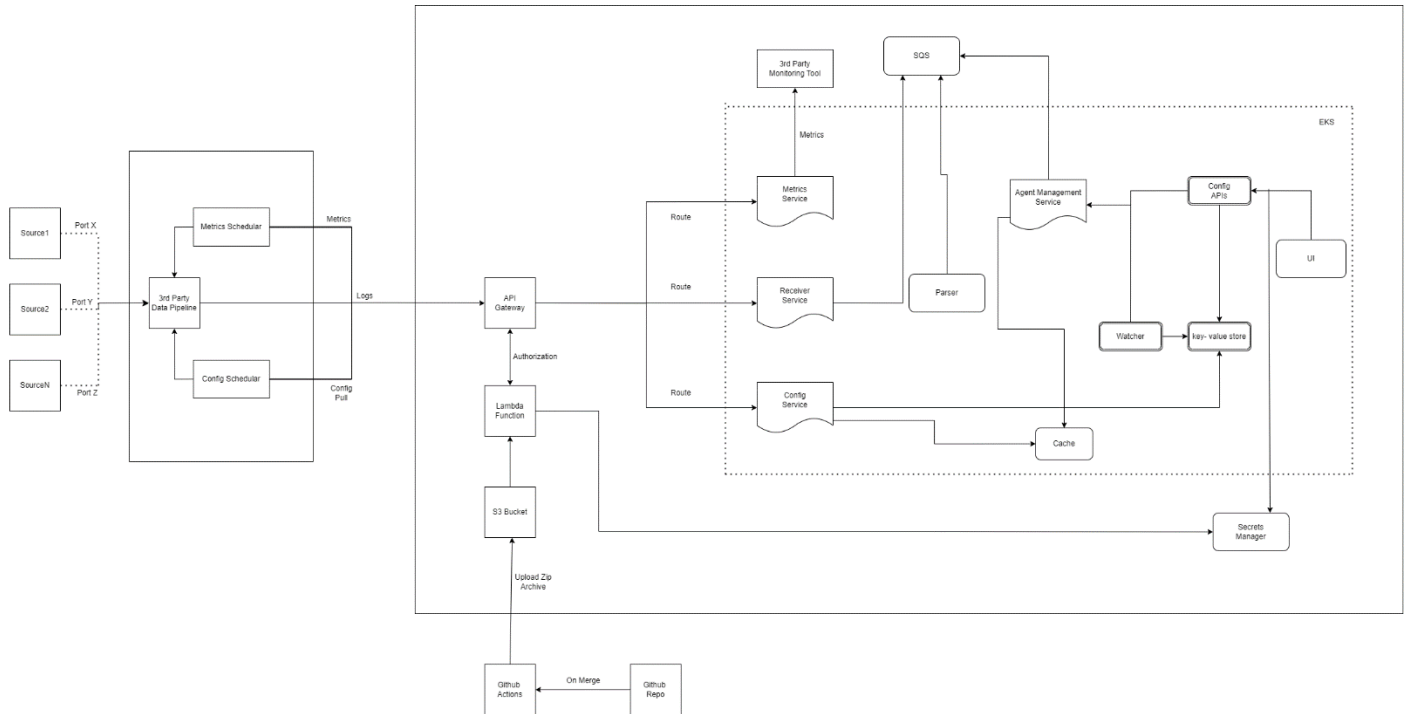 SQS
3rd Party
Monitoring Tool
EKS
Metrics
Metrics
Service
Agent Management
Service
Config
APIs
Source1
Port X
Metrics Schedular
Metrics
Route
UI
Source2
Port Y
3rd Party
Data Pipeline
Logs
API
Gateway
Route
Receiver
Service
Parser
Watcher
key- value store
Authorization
SourceN
Port Z
Config Schedular
Config
Pull
Lambda
Function
Route
Config
Service
Cache
S3 Bucket
Secrets
Manager
Upload Zip
Archive
Github
Actions
On Merge
Github
Repo